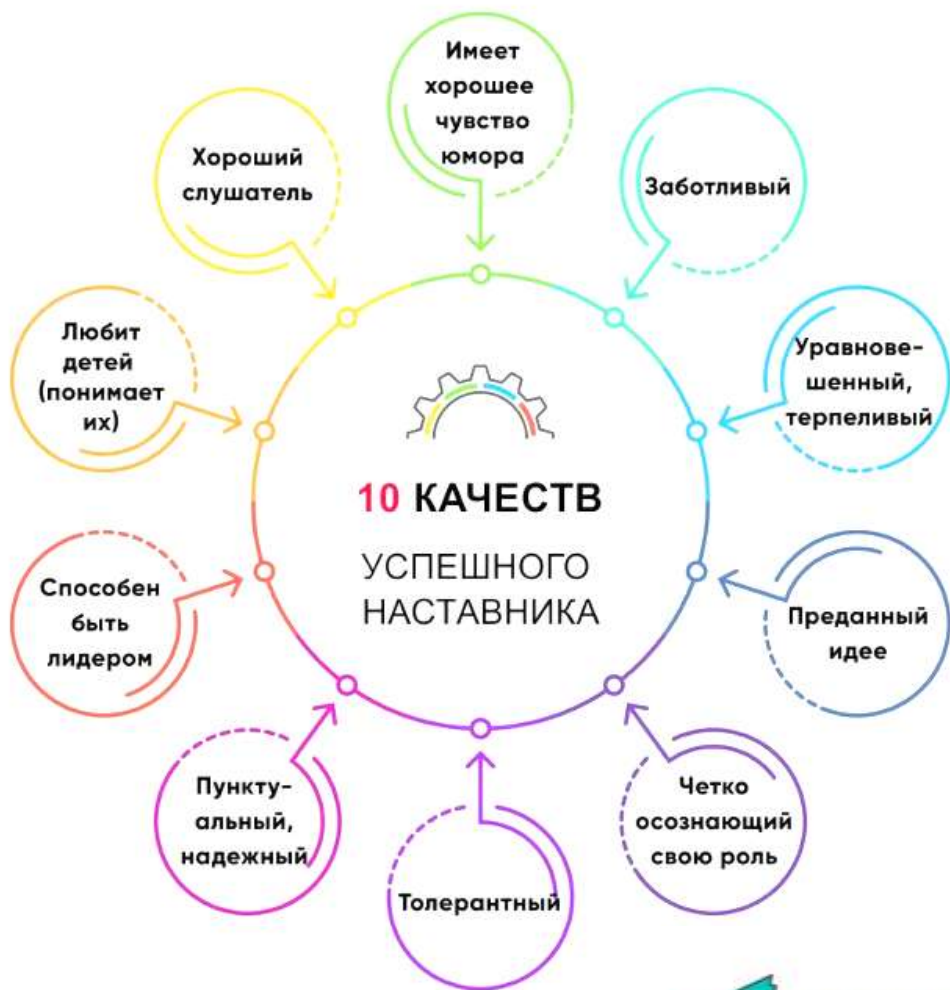 Имеет
хорошее
чувство
юмора
Заботливый
Уравнове-
шенный,
терпеливый
Преданный
идее
Четко
осознающий
свою роль
Толерантный
Пункту-
альный,
надежный
Способен
быть
лидером
Любит
детей
(понимает
их)
Хороший
слушатель
10 КАЧЕСТВ
УСПЕШНОГО
НАСТАВНИКА